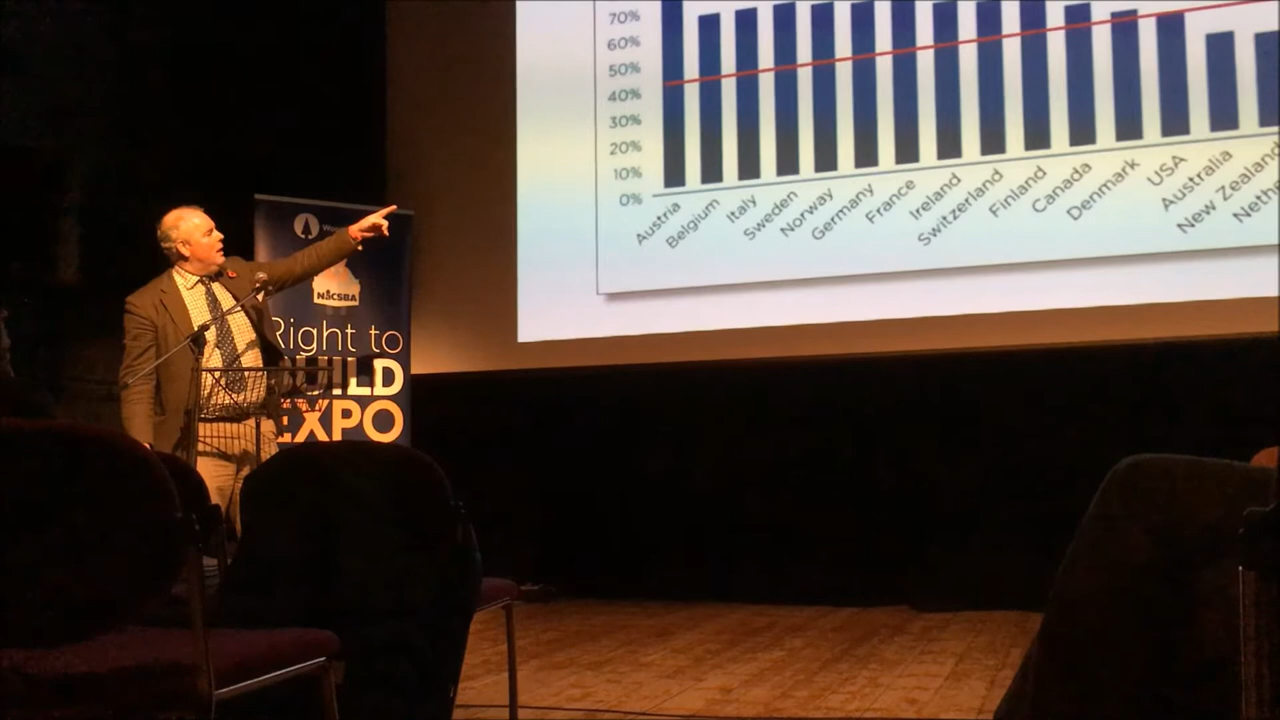 70%
60%
50%
40%
30%
20%
10%
0%
Austria
Belgium
Italy
Sweden
Norway
Germany
France
Ireland
Switzerland
Finland
Canada
Denmark
USA
Australia
New Zealand
NaCSBA
Right to
BUILD
EXPO